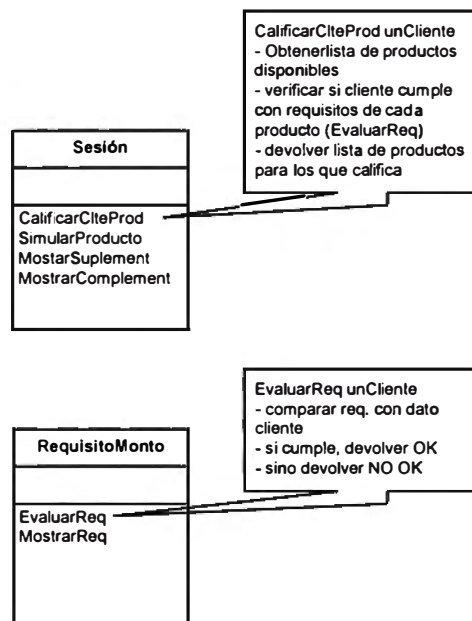 CalificarClteProd unCliente
- Obtenerlista de productos
disponibles
- verificar si cliente cumple
con requisitos de cada
producto (EvaluarReq)
- devolver lista de productos
para los que califica
Sesión
CalificarClteProd
SimularProducto
MostarSuplement
MostrarComplement
EvaluarReq unCliente
- comparar req. con dato
cliente
- si cumple, devolver OK
- sino devolver NO OK
RequisitoMonto
EvaluarReq
MostrarReq